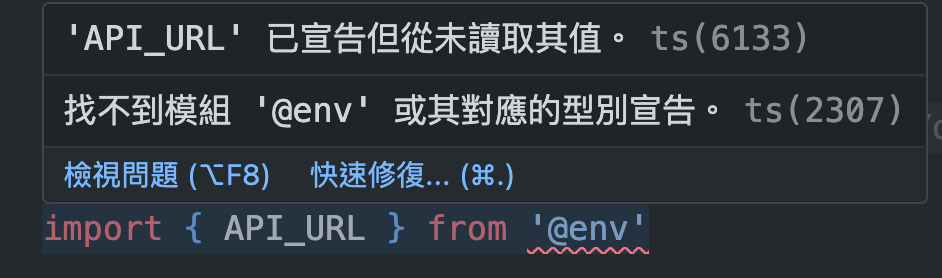 'API_URL' 已宣告但從未讀取其值。 ts(6133)
找不到模組 '@env' 或其對應的型別宣告。 ts(2307)
檢視問題 (⌥F8) 快速修復... (⌘.)
import { API_URL } from '@env'